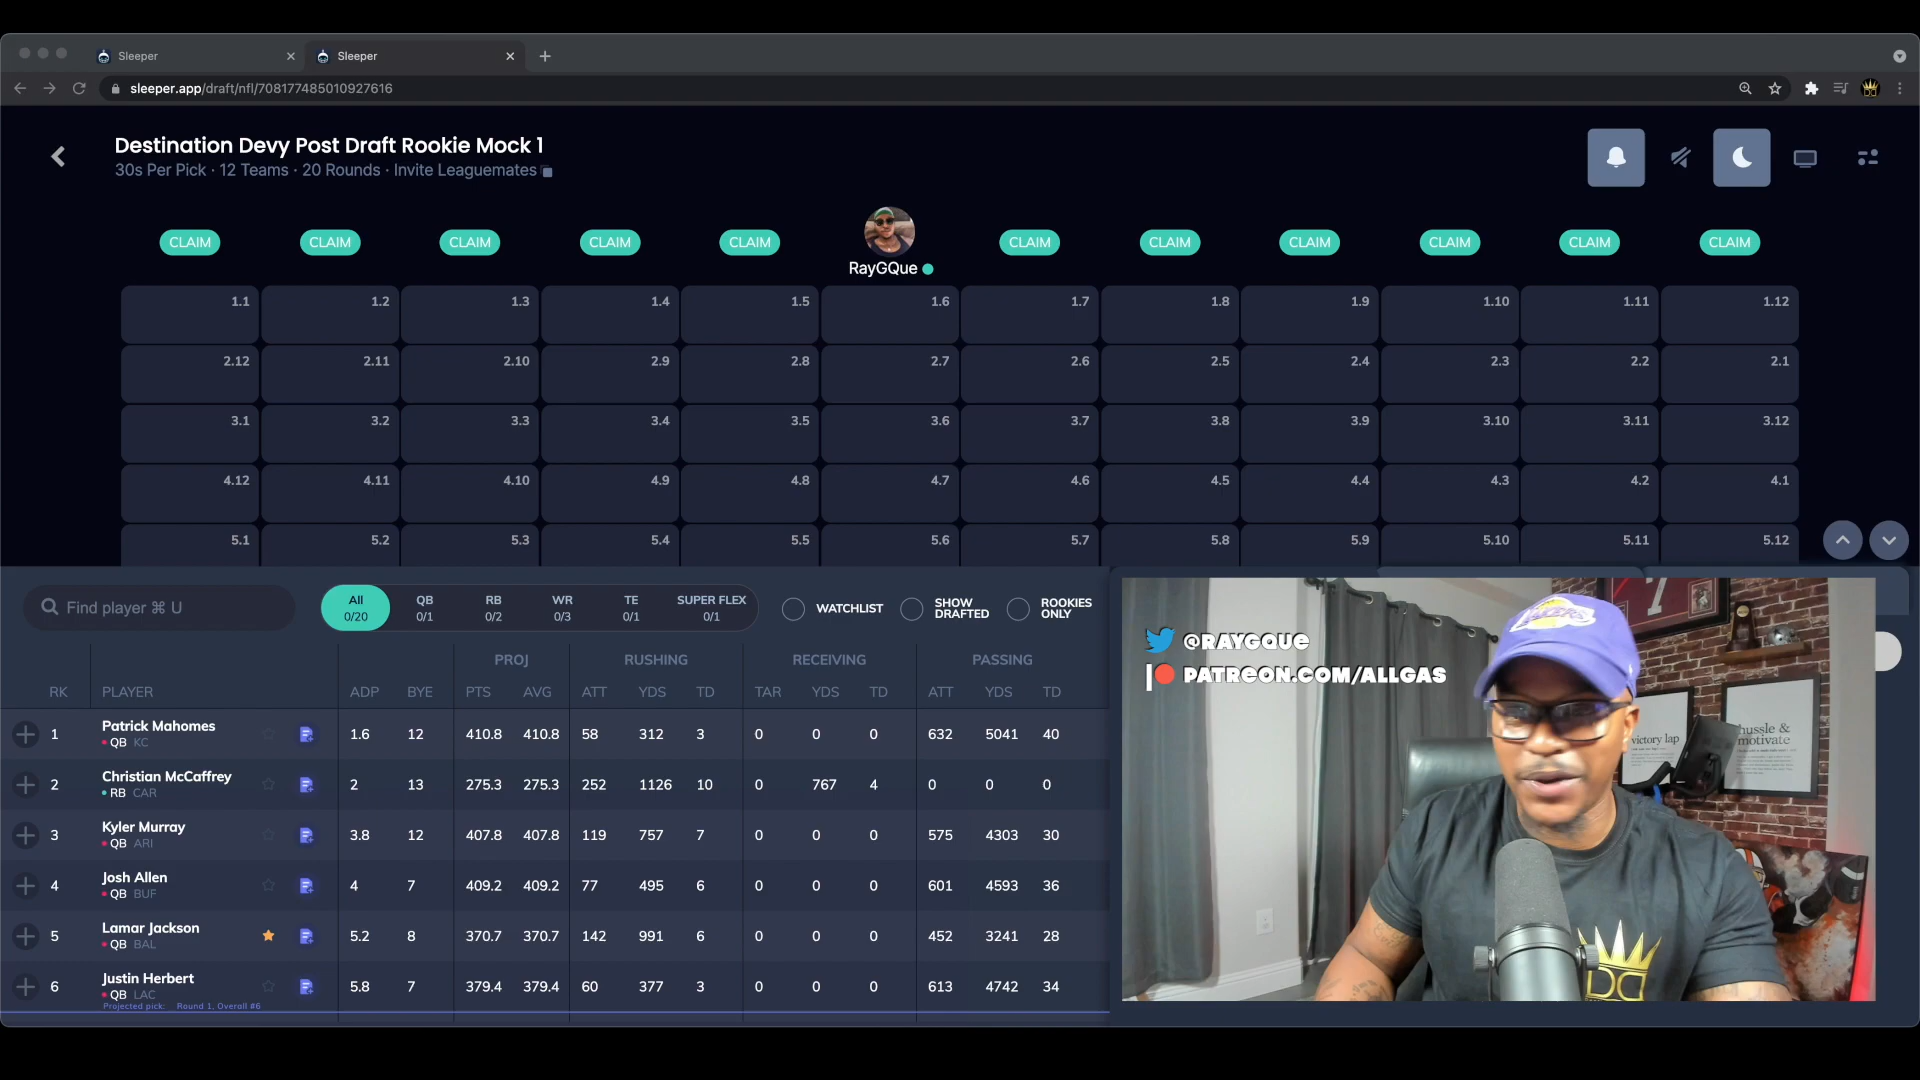 Sleeper
Sleeper
sleeper.app/draft/nfl/708177485010927616
Destination Devy Post Draft Rookie Mock 1
30s Per Pick · 12 Teams · 20 Rounds · Invite Leaguemates
CLAIM CLAIM CLAIM CLAIM CLAIM CLAIM CLAIM CLAIM CLAIM CLAIM CLAIM
RayGQue
1.1 1.2 1.3 1.4 1.5 1.6 1.7 1.8 1.9 1.10 1.11 1.12
2.12 2.11 2.10 2.9 2.8 2.7 2.6 2.5 2.4 2.3 2.2 2.1
3.1 3.2 3.3 3.4 3.5 3.6 3.7 3.8 3.9 3.10 3.11 3.12
4.12 4.11 4.10 4.9 4.8 4.7 4.6 4.5 4.4 4.3 4.2 4.1
5.1 5.2 5.3 5.4 5.5 5.6 5.7 5.8 5.9 5.10 5.11 5.12
Find player ⌘ U
All QB RB WR TE SUPER FLEX
0/20 0/1 0/2 0/3 0/1 0/1
WATCHLIST
SHOW DRAFTED
ROOKIES ONLY
PROJ RUSHING RECEIVING PASSING
RK PLAYER ADP BYE PTS AVG ATT YDS TD TAR YDS TD ATT YDS TD
1 Patrick Mahomes 1.6 12 410.8 410.8 58 312 3 0 0 0 632 5041 40
QB KC
2 Christian McCaffrey 2 13 275.3 275.3 252 1126 10 0 767 4 0 0 0
RB CAR
3 Kyler Murray 3.8 12 407.8 407.8 119 757 7 0 0 0 575 4303 30
QB ARI
4 Josh Allen 4 7 409.2 409.2 77 495 6 0 0 0 601 4593 36
QB BUF
5 Lamar Jackson 5.2 8 370.7 370.7 142 991 6 0 0 0 452 3241 28
QB BAL
6 Justin Herbert 5.8 7 379.4 379.4 60 377 3 0 0 0 613 4742 34
QB LAC
Projected pick: Round 1, Overall #6
@RAYGQUE
PATREON.COM/ALLGAS
LAKERS
7
victory lap
hussle &
motivate
DD